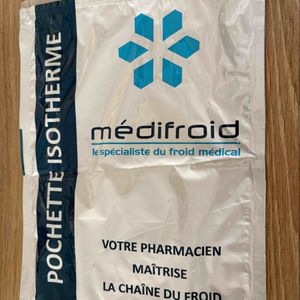 POCHETTE ISOTHERME
médifroid
le spécialiste du froid médical
VOTRE PHARMACIEN
MAÎTRISE
LA CHAÎNE DU FROID